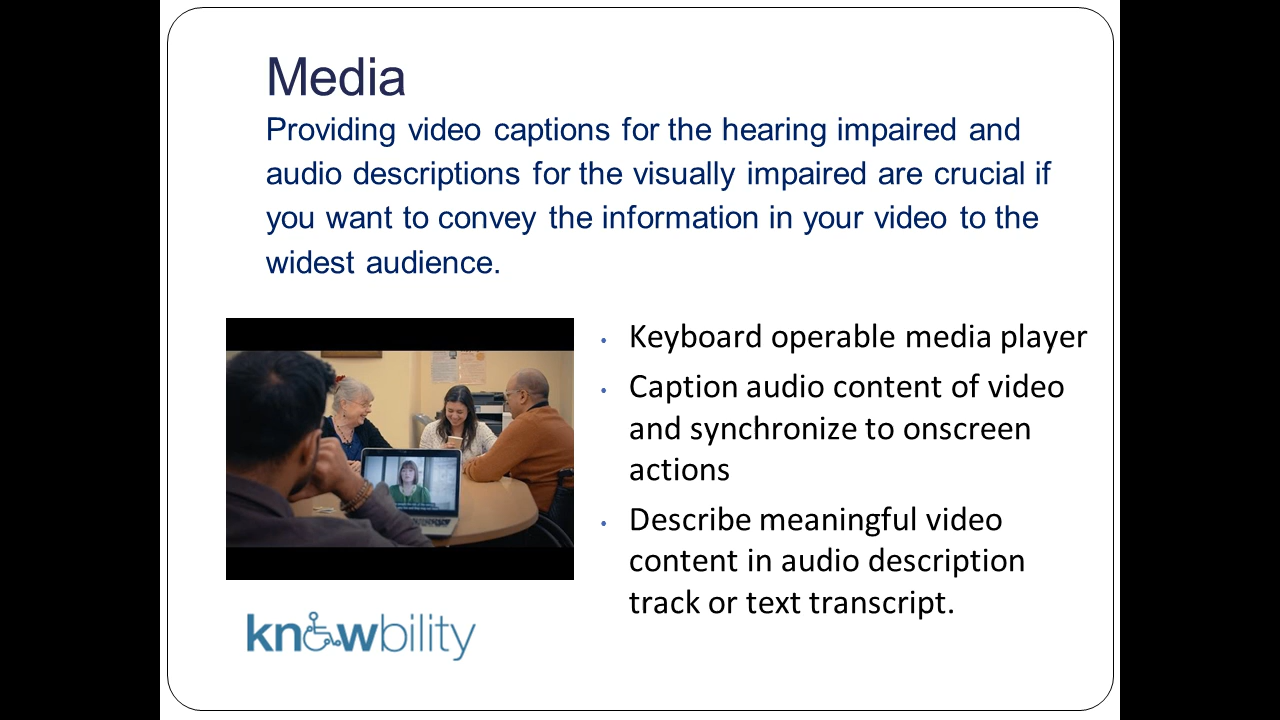 Media
Providing video captions for the hearing impaired and
audio descriptions for the visually impaired are crucial if
you want to convey the information in your video to the
widest audience.
• Keyboard operable media player
• Caption audio content of video
and synchronize to onscreen
actions
• Describe meaningful video
content in audio description
track or text transcript.
knowbility